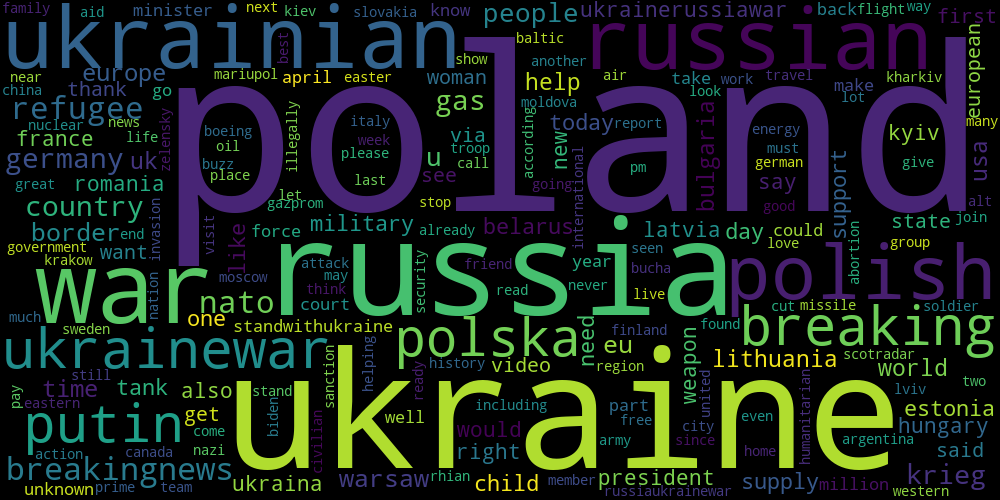 family aid minister next kiev slovakia know people ukrainerussiawar back flight way first
ukrainian best baltic russian
near europe mariupol april easter show woman another help air take travel make kharkiv european
china thank go boeing gas look work lot many
refugee zelensky buzz oil illegally italy via moldova today report energy kyiv
nuclear news week troop new according must
france life please u call german give usa
germany uk place see pm say
great romania last going good alt
country let gazprom stop international bulgaria support state join
border end invasion visit force military already belarus latvia day could group
government want like friend seen love abortion
krakow poland
moscow attack russia year bucha polish
war nation may security never
much nato think read live cut missile soldier
sweden one court standwithukraine polska need finland found breaking
ukrainewar eu lithuania scotradar
still time tank also sanction helping ready history video region weapon world lviv two
pay eastern get stand biden well including part free united humanitarian even estonia
putin come ukraine army city since argentina hungary
action canada nazi civilian would right home said
breakingnews ukraina warsaw rhian child member president supply million krieg
unknown prime team russiaukrainewar western